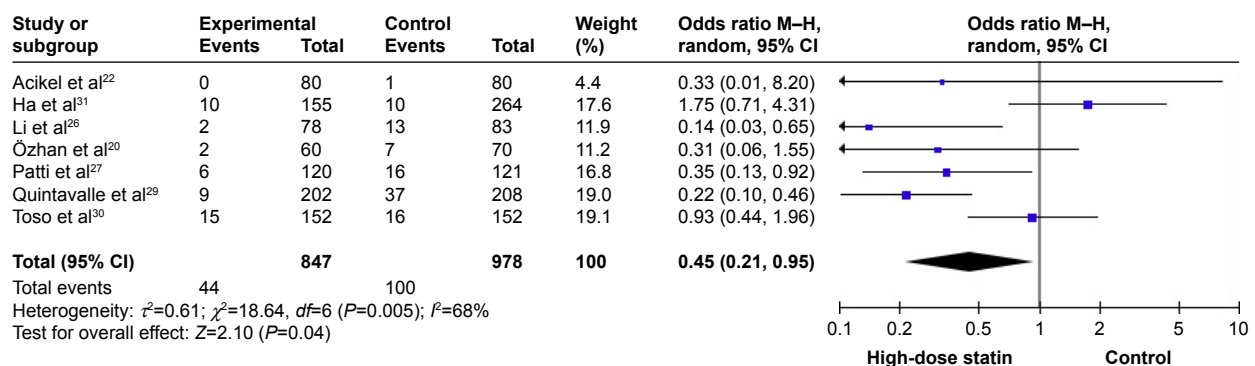 Study or subgroup Experimental Events Total Control Events Total Weight (%) Odds ratio M–H, random, 95% CI Odds ratio M–H, random, 95% CI
Acikel et al22 0 80 1 80 4.4 0.33 (0.01, 8.20)
Ha et al31 10 155 10 264 17.6 1.75 (0.71, 4.31)
Li et al26 2 78 13 83 11.9 0.14 (0.03, 0.65)
Özhan et al20 2 60 7 70 11.2 0.31 (0.06, 1.55)
Patti et al27 6 120 16 121 16.8 0.35 (0.13, 0.92)
Quintavalle et al29 9 202 37 208 19.0 0.22 (0.10, 0.46)
Toso et al30 15 152 16 152 19.1 0.93 (0.44, 1.96)
Total (95% CI) 847 978 100 0.45 (0.21, 0.95)
Total events 44 100
Heterogeneity: τ2=0.61; χ2=18.64, df=6 (P=0.005); I2=68%
Test for overall effect: Z=2.10 (P=0.04)
0.1 0.2 0.5 1 2 5 10
High-dose statin Control